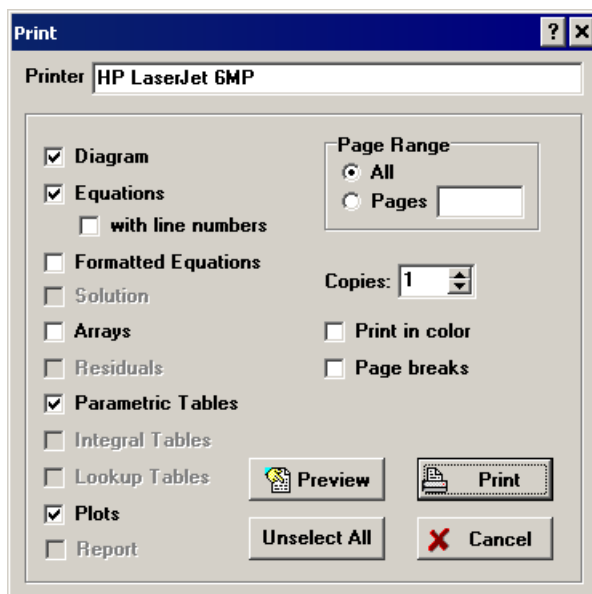 Print
Printer HP LaserJet 6MP
Diagram
Equations
with line numbers
Formatted Equations
Solution
Arrays
Residuals
Parametric Tables
Integral Tables
Lookup Tables
Plots
Report
Page Range
All
Pages
Copies: 1
Print in color
Page breaks
Preview
Print
Unselect All
Cancel